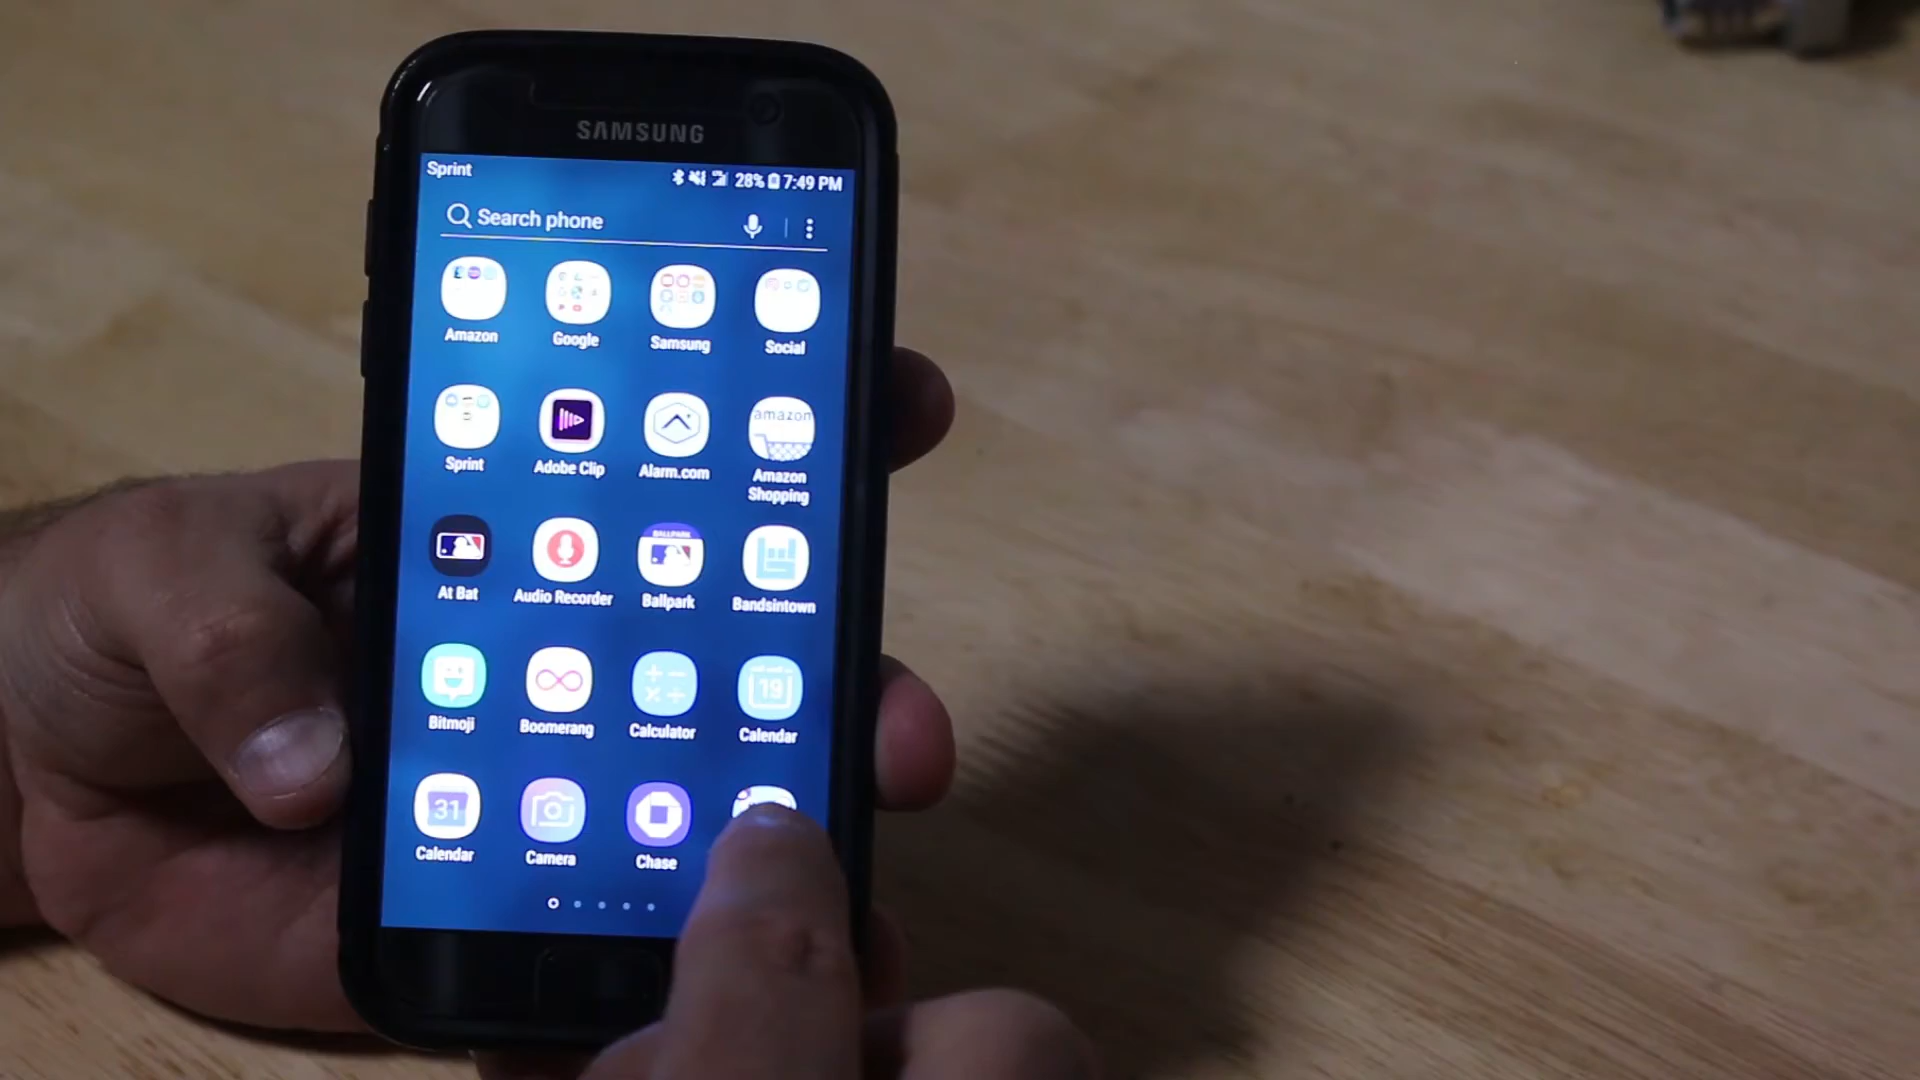 SAMSUNG
Sprint
28% 7:49 PM
Search phone
Amazon
Google
Samsung
Social
Sprint
Adobe Clip
Alarm.com
amazon
Amazon
Shopping
At Bat
Audio Recorder
BALLPARK
Ballpark
Bandsintown
Bitmoji
Boomerang
Calculator
19
Calendar
31
Calendar
Camera
Chase